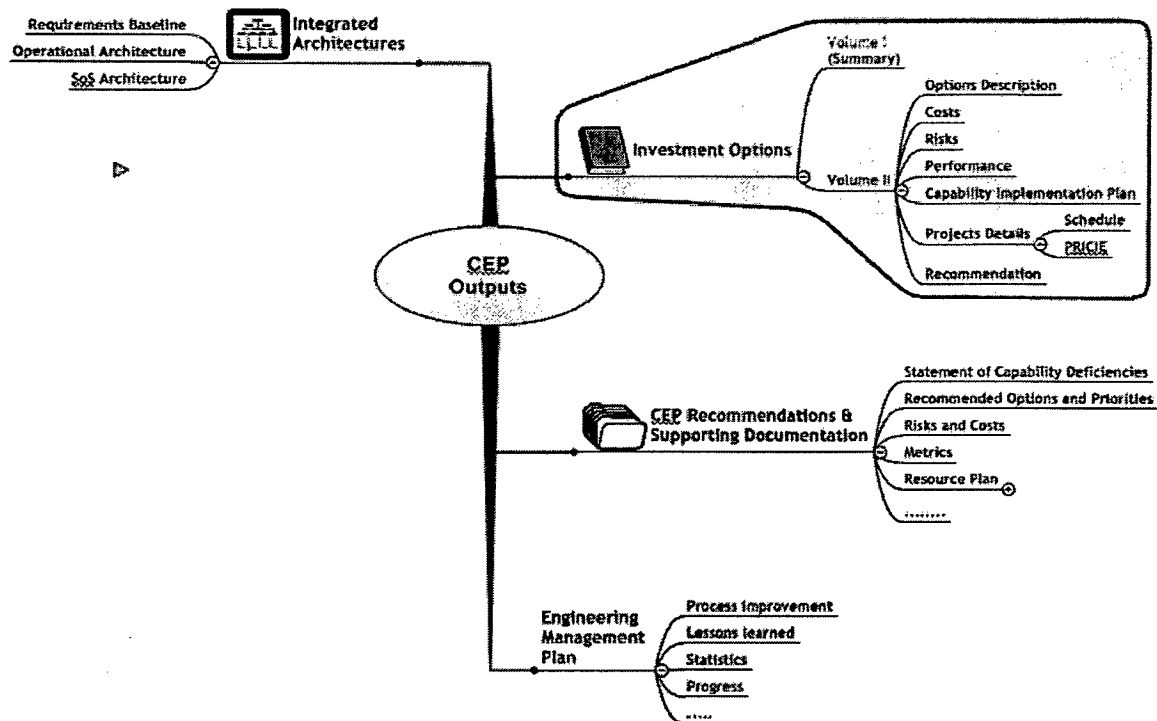 Requirements Baseline
Operational Architecture
SoS Architecture
Integrated
Architectures
Volume I
(Summary)
Investment Options
Volume II
Options Description
Costs
Risks
Performance
Capability Implementation Plan
Projects Details
Schedule
PRICIE
Recommendation
CEP
Outputs
CEP Recommendations &
Supporting Documentation
Statement of Capability Deficiencies
Recommended Options and Priorities
Risks and Costs
Metrics
Resource Plan
........
Engineering
Management
Plan
Process Improvement
Lessons learned
Statistics
Progress
.....